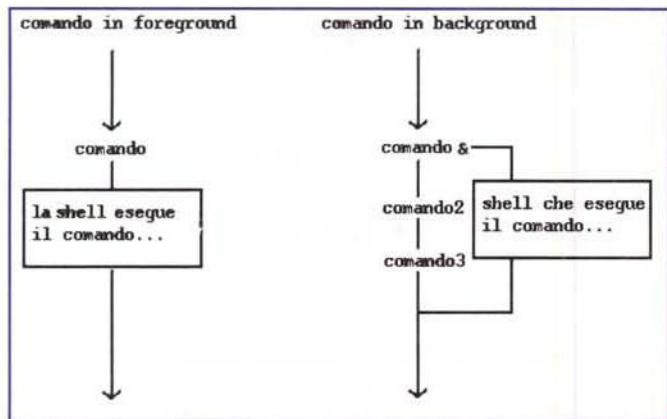 comando in foreground
comando in background
comando
la shell esegue
il comando...
comando &
comando2
comando3
shell che esegue
il comando...